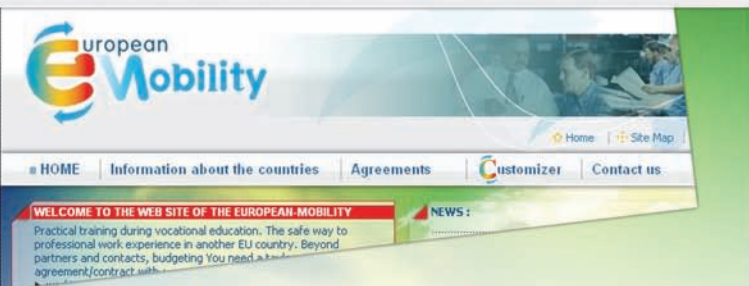 European
Mobility
Home | Site Map |
HOME | Information about the countries | Agreements | Customizer | Contact us
WELCOME TO THE WEB SITE OF THE EUROPEAN-MOBILITY
NEWS :
Practical training during vocational education. The safe way to
professional work experience in another EU country. Beyond
partners and contacts, budgeting You need a
agreement/contract with